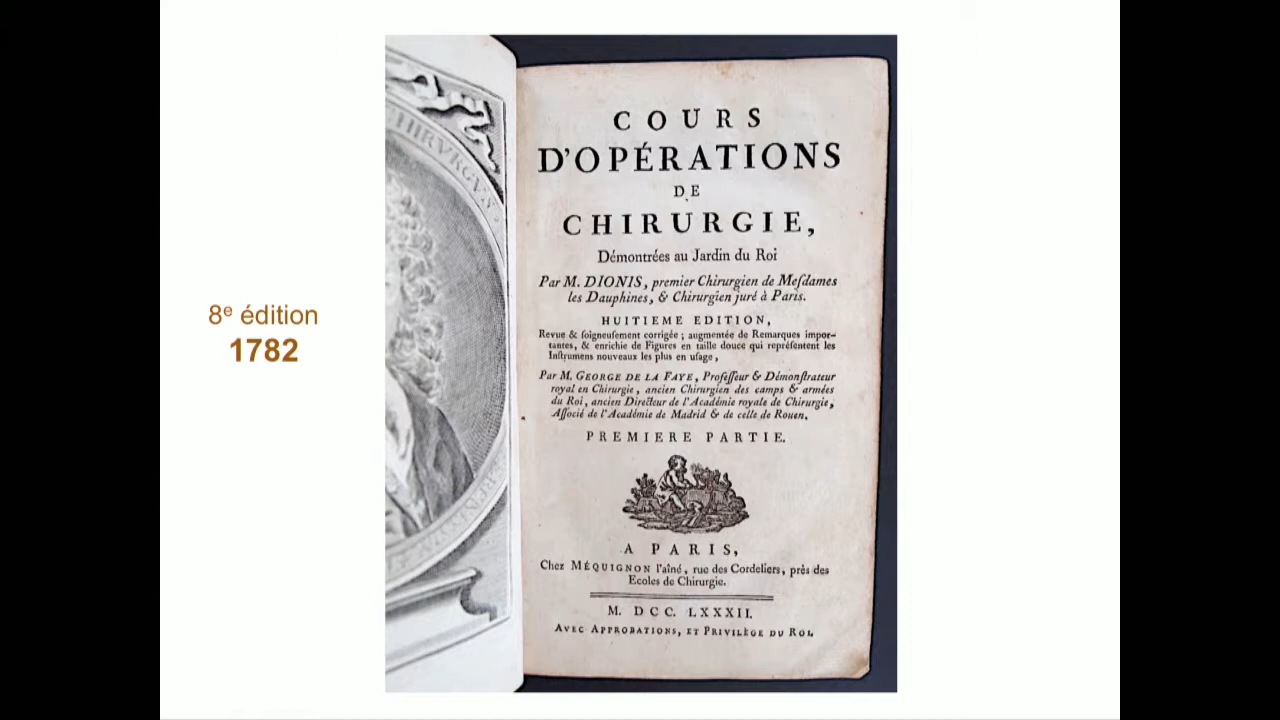 8e édition
1782
CHIRURGUS
COURS
D'OPÉRATIONS
DE
CHIRURGIE,
Démontrées au Jardin du Roi
Par M. DIONIS, premier Chirurgien de Meſdames
les Dauphines, & Chirurgien juré à Paris.
HUITIEME EDITION,
Revue & ſoigneuſement corrigée ; augmentée de Remarques impor-
tantes, & enrichie de Figures en taille douce qui repréſentent les
Inſtrumens nouveaux les plus en uſage,
Par M. GEORGE DE LA FAYE, Profeſſeur & Démonſtrateur
royal en Chirurgie, ancien Chirurgien des camps & armées
du Roi, ancien Directeur de l'Académie royale de Chirurgie,
Aſſocié de l'Académie de Madrid & de celle de Rouen.
PREMIERE PARTIE.
A PARIS,
Chez MÉQUIGNON l'aîné, rue des Cordeliers, près des
Ecoles de Chirurgie.
M. DCC. LXXXII.
AVEC APPROBATIONS, ET PRIVILÈGE DU ROI.